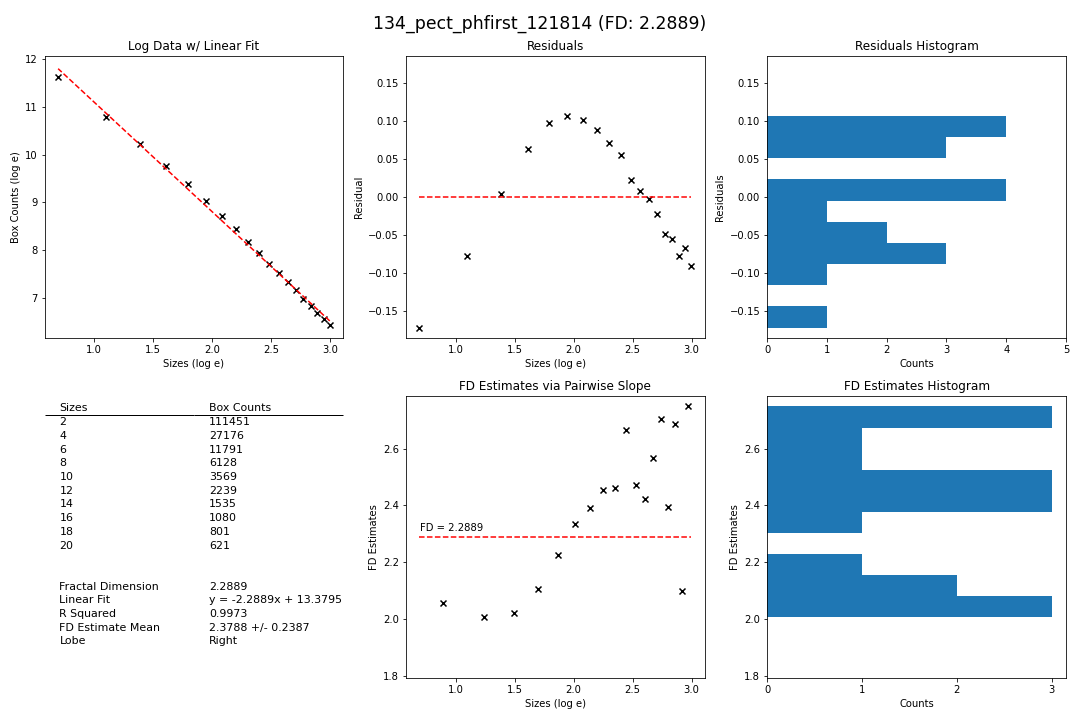 134_pect_phfirst_121814 (FD: 2.2889)
Log Data w/ Linear Fit
Box Counts (log e)
12
11
10
9
8
7
1.0 1.5 2.0 2.5 3.0
Sizes (log e)
Residuals
Residual
0.15
0.10
0.05
0.00
−0.05
−0.10
−0.15
1.0 1.5 2.0 2.5 3.0
Sizes (log e)
Residuals Histogram
Residuals
0.15
0.10
0.05
0.00
−0.05
−0.10
−0.15
0 1 2 3 4 5
Counts
Sizes Box Counts
2 111451
4 27176
6 11791
8 6128
10 3569
12 2239
14 1535
16 1080
18 801
20 621
Fractal Dimension 2.2889
Linear Fit y = -2.2889x + 13.3795
R Squared 0.9973
FD Estimate Mean 2.3788 +/- 0.2387
Lobe Right
FD Estimates via Pairwise Slope
FD Estimates
2.6
2.4
2.2
2.0
1.8
FD = 2.2889
1.0 1.5 2.0 2.5 3.0
Sizes (log e)
FD Estimates Histogram
FD Estimates
2.6
2.4
2.2
2.0
1.8
0 1 2 3
Counts